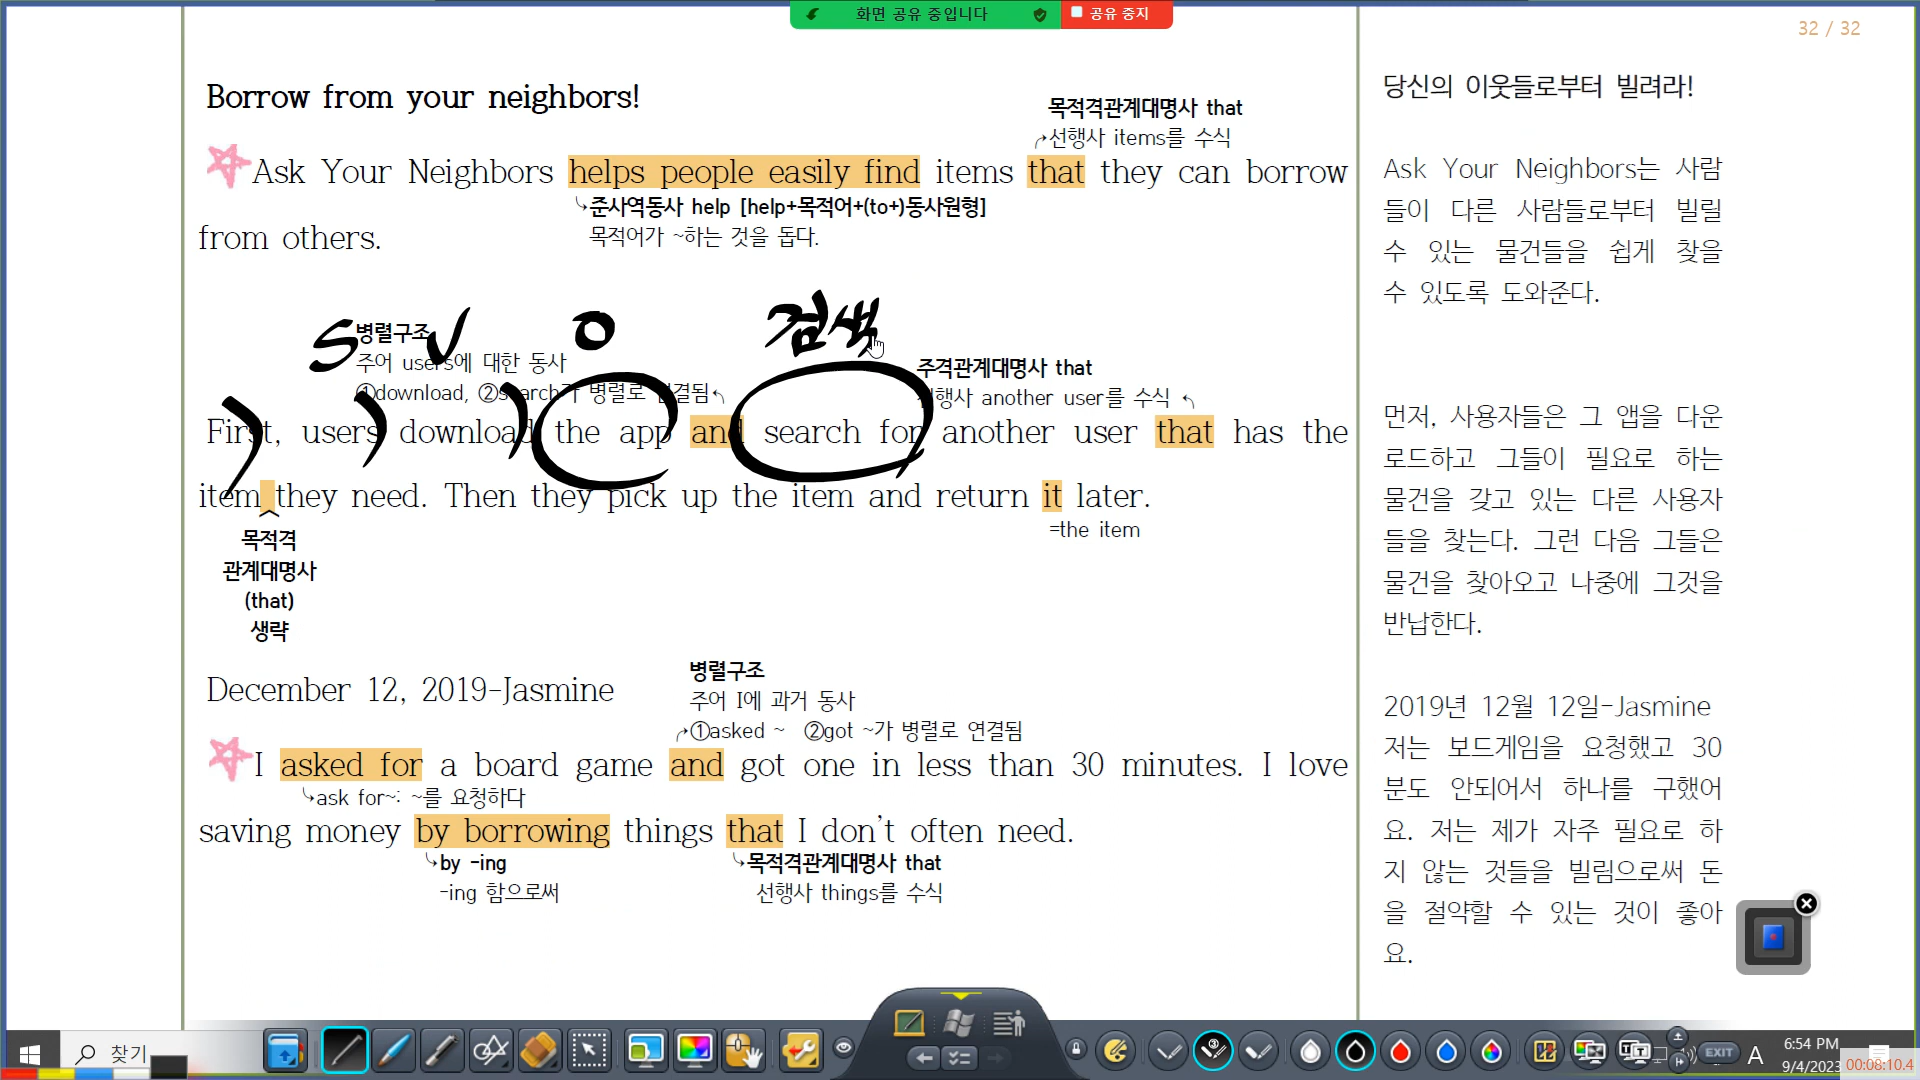 화면 공유 중입니다
공유 중지
32 / 32
Borrow from your neighbors!
목적격관계대명사 that
선행사 items를 수식
Ask Your Neighbors helps people easily find items that they can borrow
준사역동사 help [help+목적어+(to+)동사원형]
목적어가 ~하는 것을 돕다.
from others.
S V O 검색
병렬구조
주어 users에 대한 동사
①download, ②search가 병렬로 연결됨
주격관계대명사 that
선행사 another user를 수식
First, users download the app and search for another user that has the
item they need. Then they pick up the item and return it later.
=the item
목적격
관계대명사
(that)
생략
병렬구조
주어 I에 과거 동사
①asked ~ ②got ~가 병렬로 연결됨
December 12, 2019-Jasmine
I asked for a board game and got one in less than 30 minutes. I love
ask for~: ~를 요청하다
saving money by borrowing things that I don't often need.
by -ing
-ing 함으로써
목적격관계대명사 that
선행사 things를 수식
당신의 이웃들로부터 빌려라!
Ask Your Neighbors는 사람
들이 다른 사람들로부터 빌릴
수 있는 물건들을 쉽게 찾을
수 있도록 도와준다.
먼저, 사용자들은 그 앱을 다운
로드하고 그들이 필요로 하는
물건을 갖고 있는 다른 사용자
들을 찾는다. 그런 다음 그들은
물건을 찾아오고 나중에 그것을
반납한다.
2019년 12월 12일-Jasmine
저는 보드게임을 요청했고 30
분도 안되어서 하나를 구했어
요. 저는 제가 자주 필요로 하
지 않는 것들을 빌림으로써 돈
을 절약할 수 있는 것이 좋아
요.
찾기
EXIT
A
6:54 PM
9/4/2023
00:08:10.4